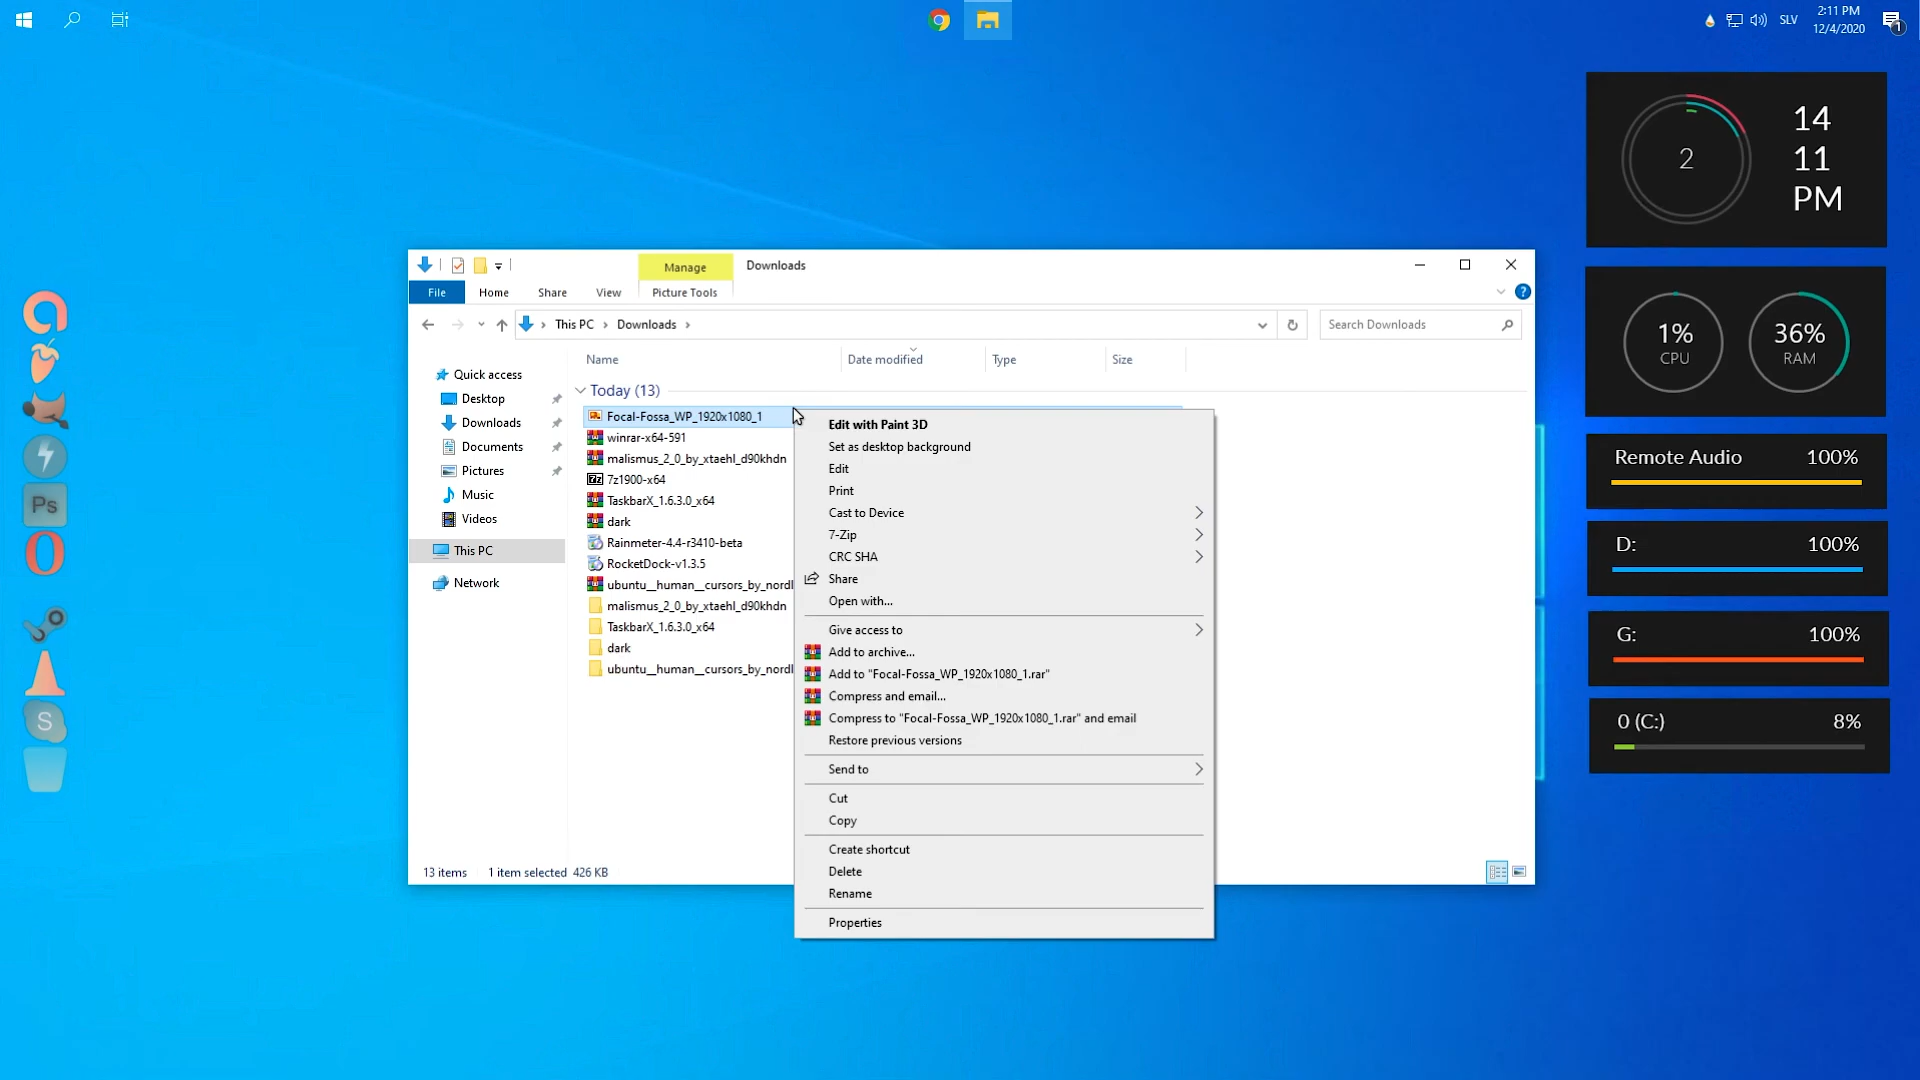 SLV
2:11 PM
12/4/2020
1
2
14
11
PM
Manage
Downloads
File
Home
Share
View
Picture Tools
This PC
Downloads
Search Downloads
1%
CPU
36%
RAM
Name
Date modified
Type
Size
Quick access
Desktop
Downloads
Documents
Pictures
Music
Videos
This PC
Network
Today (13)
Focal-Fossa_WP_1920x1080_1
winrar-x64-591
malismus_2_0_by_xtaehl_d90khdn
7z1900-x64
TaskbarX_1.6.3.0_x64
dark
Rainmeter-4.4-r3410-beta
RocketDock-v1.3.5
ubuntu__human__cursors_by_nordl
malismus_2_0_by_xtaehl_d90khdn
TaskbarX_1.6.3.0_x64
dark
ubuntu__human__cursors_by_nordl
Edit with Paint 3D
Set as desktop background
Edit
Print
Cast to Device
7-Zip
CRC SHA
Share
Open with...
Give access to
Add to archive...
Add to "Focal-Fossa_WP_1920x1080_1.rar"
Compress and email...
Compress to "Focal-Fossa_WP_1920x1080_1.rar" and email
Restore previous versions
Send to
Cut
Copy
Create shortcut
Delete
Rename
Properties
Remote Audio 100%
D: 100%
G: 100%
0 (C:) 8%
Ps
S
13 items 1 item selected 426 KB